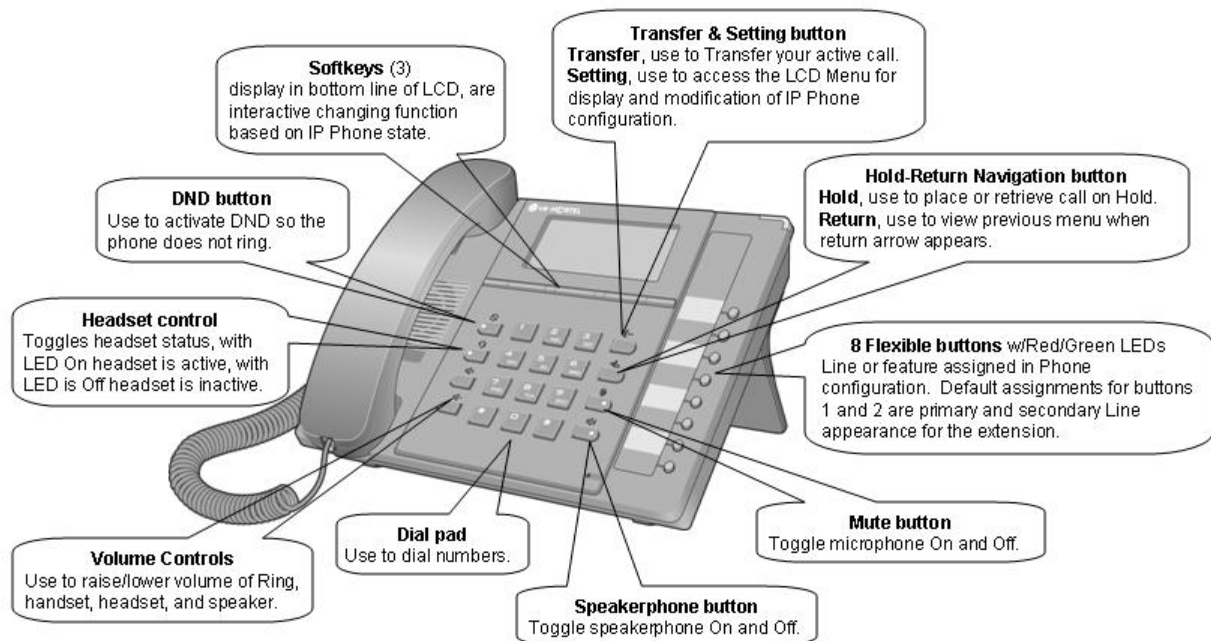 Transfer & Setting button
Transfer, use to Transfer your active call.
Setting, use to access the LCD Menu for
display and modification of IP Phone
configuration.
Softkeys (3)
display in bottom line of LCD, are
interactive changing function
based on IP Phone state.
Hold-Return Navigation button
Hold, use to place or retrieve call on Hold.
Return, use to view previous menu when
return arrow appears.
DND button
Use to activate DND so the
phone does not ring.
Headset control
Toggles headset status, with
LED On headset is active, with
LED is Off headset is inactive.
8 Flexible buttons w/Red/Green LEDs
Line or feature assigned in Phone
configuration. Default assignments for buttons
1 and 2 are primary and secondary Line
appearance for the extension.
Volume Controls
Use to raise/lower volume of Ring,
handset, headset, and speaker.
Dial pad
Use to dial numbers.
Mute button
Toggle microphone On and Off.
Speakerphone button
Toggle speakerphone On and Off.